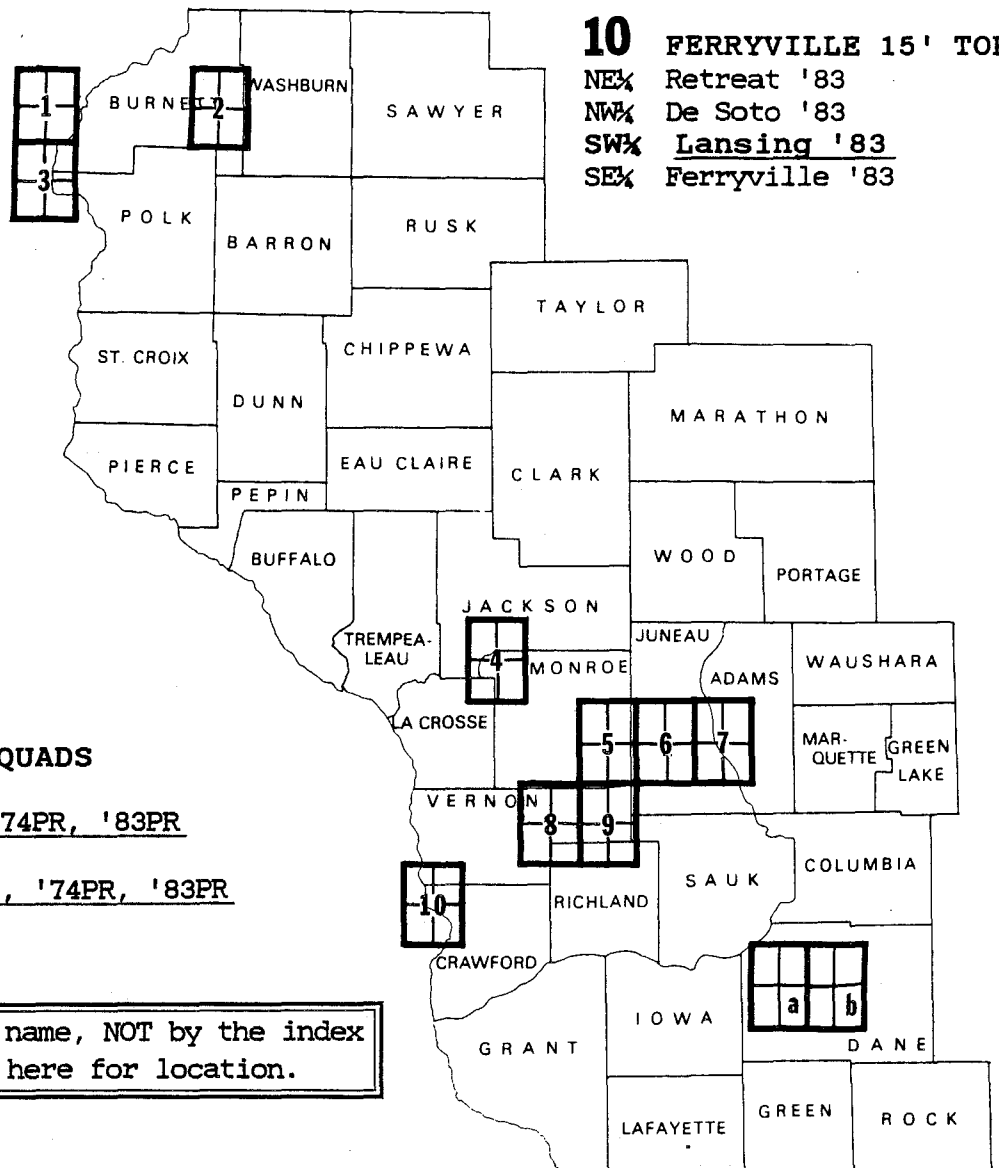 10 FERRYVILLE 15' TO
NE¼ Retreat '83
NW¼ De Soto '83
SW¼ Lansing '83
SE¼ Ferryville '83
1
BURNETT
2
WASHBURN
SAWYER
3
POLK
BARRON
RUSK
TAYLOR
ST. CROIX
CHIPPEWA
DUNN
MARATHON
PIERCE
EAU CLAIRE
CLARK
PEPIN
WOOD
BUFFALO
PORTAGE
JACKSON
TREMPEA-
LEAU
4
MONROE
JUNEAU
ADAMS
WAUSHARA
LA CROSSE
5
6
7
MAR-
QUETTE
GREEN
LAKE
QUADS
VERNON
74PR, '83PR
8
9
COLUMBIA
SAUK
, '74PR, '83PR
10
RICHLAND
CRAWFORD
name, NOT by the index
here for location.
IOWA
a
b
GRANT
DANE
LAFAYETTE
GREEN
ROCK